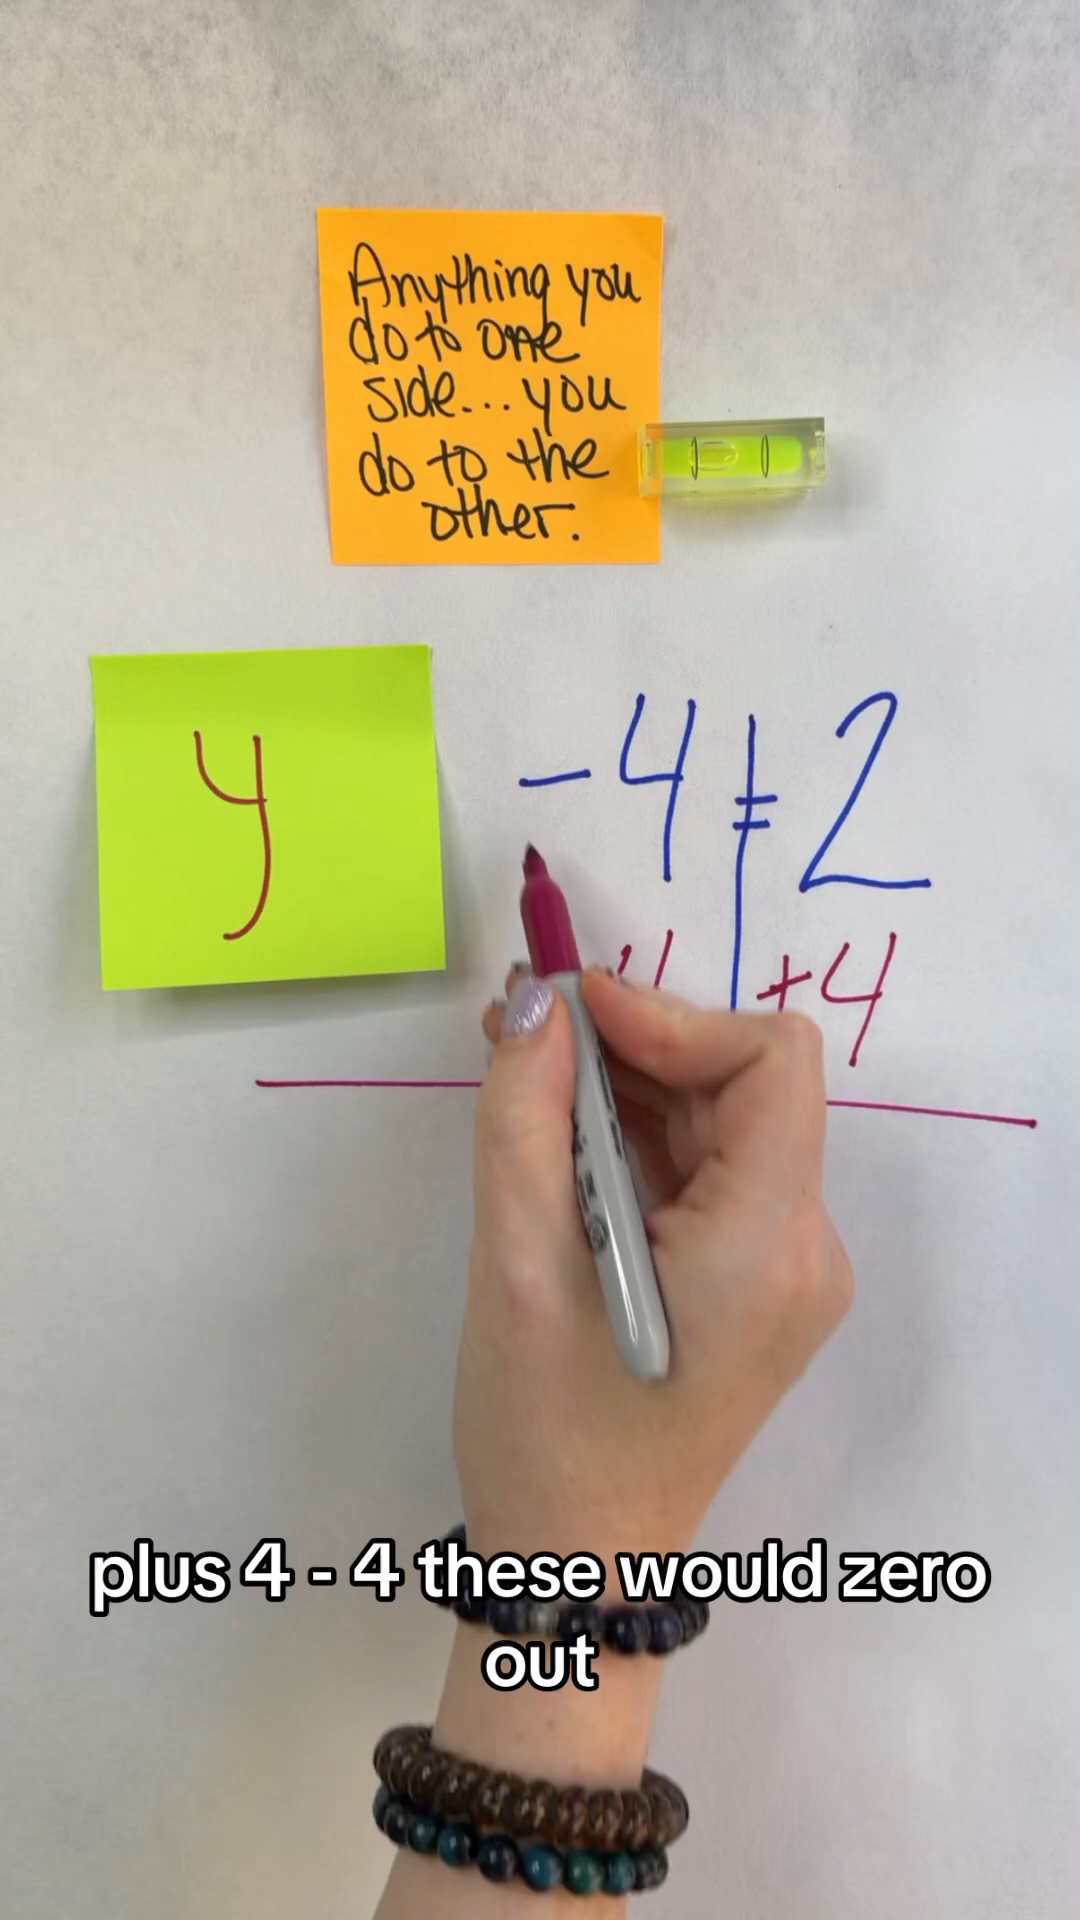 Anything you
do to one
side... you
do to the
other.
y - 4 = 2
4 +4
plus 4 - 4 these would zero
out